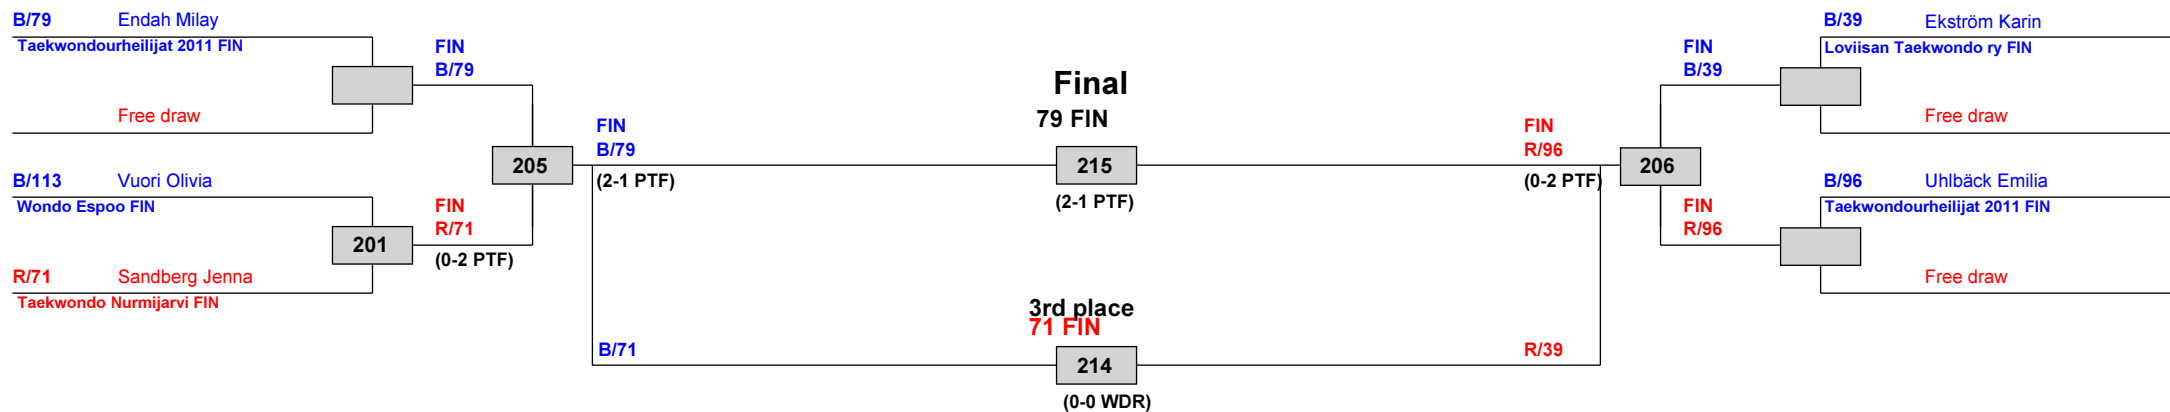 B/79 Endah Milay
Taekwondourheilijat 2011 FIN
Free draw
B/113 Vuori Olivia
Wondo Espoo FIN
R/71 Sandberg Jenna
Taekwondo Nurmijarvi FIN
201
FIN
B/79
FIN
R/71
(0-2 PTF)
205
FIN
B/79
(2-1 PTF)
B/71
Final
79 FIN
215
(2-1 PTF)
3rd place
71 FIN
214
(0-0 WDR)
FIN
R/96
(0-2 PTF)
R/39
206
FIN
B/39
FIN
R/96
B/39 Ekström Karin
Loviisan Taekwondo ry FIN
Free draw
B/96 Uhlbäck Emilia
Taekwondourheilijat 2011 FIN
Free draw